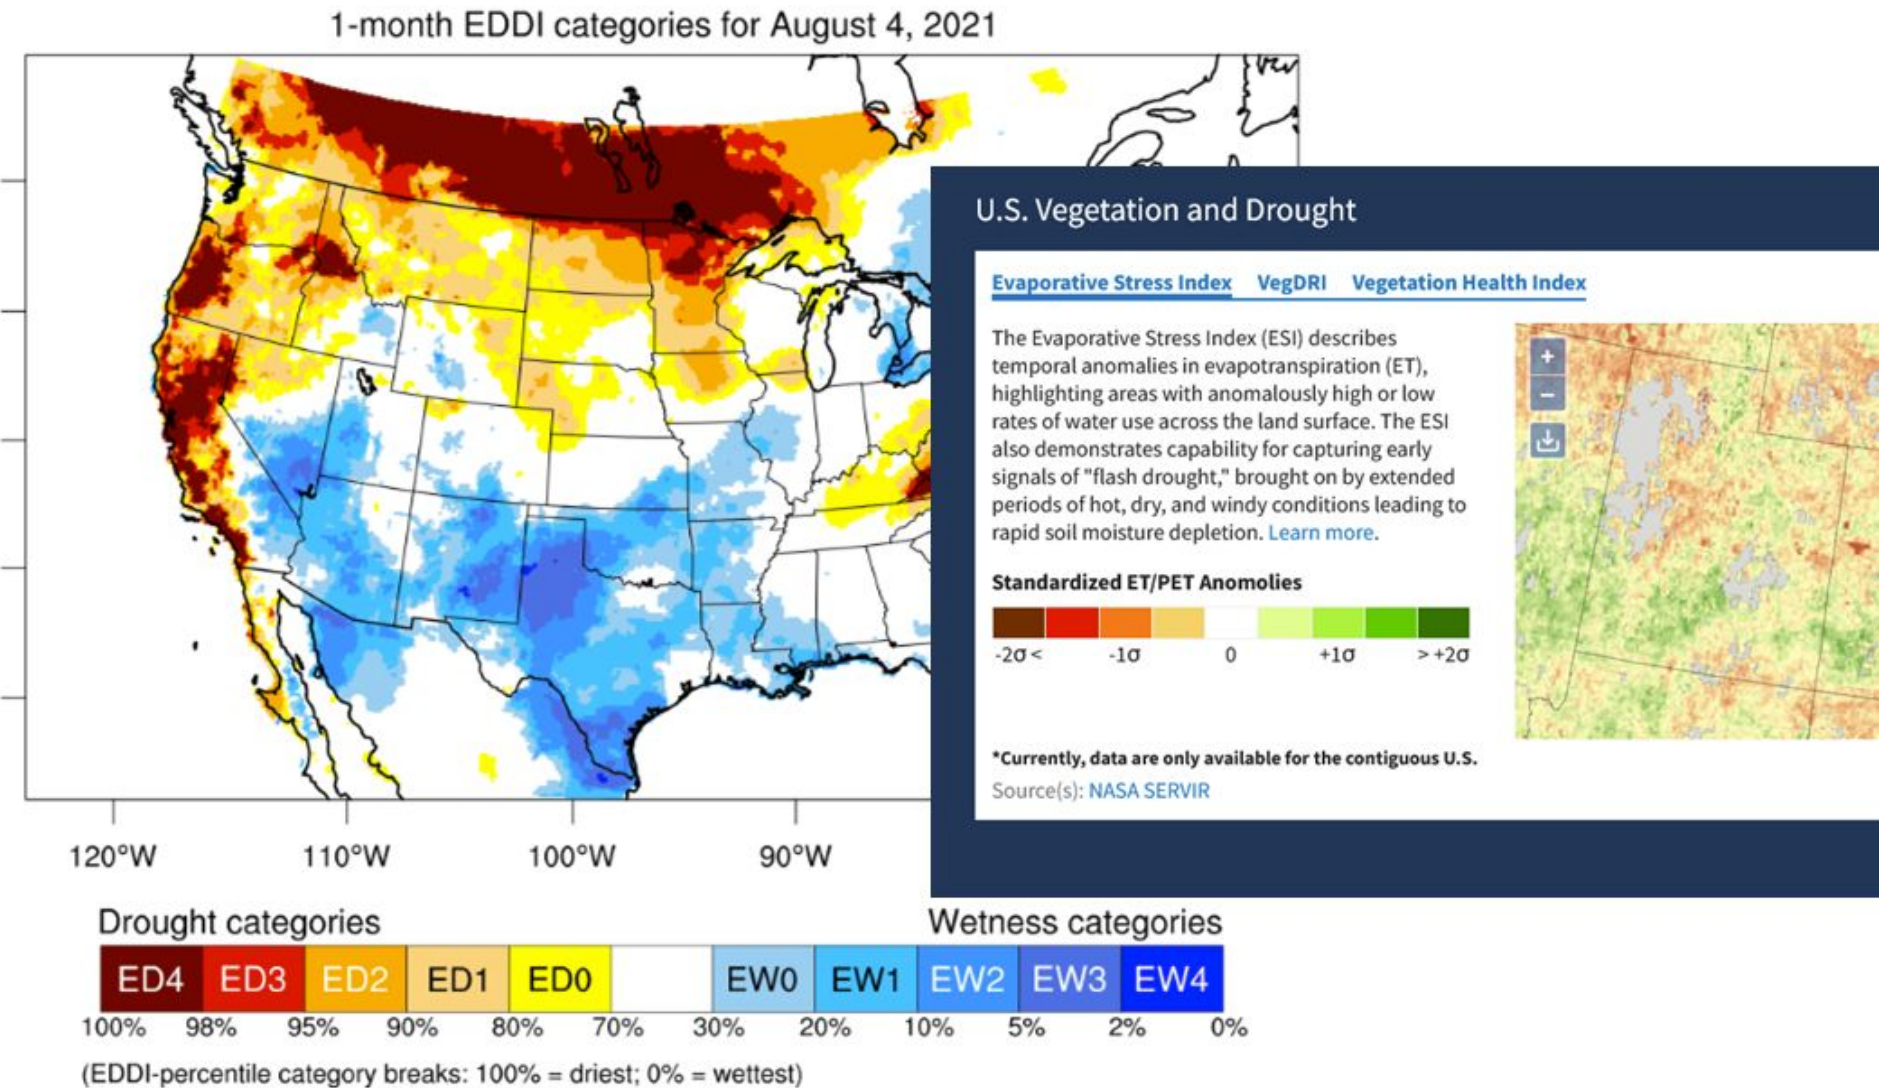 1-month EDDI categories for August 4, 2021
120°W 110°W 100°W 90°W
Drought categories
Wetness categories
ED4 ED3 ED2 ED1 ED0 EW0 EW1 EW2 EW3 EW4
100% 98% 95% 90% 80% 70% 30% 20% 10% 5% 2% 0%
(EDDI-percentile category breaks: 100% = driest; 0% = wettest)
U.S. Vegetation and Drought
Evaporative Stress Index VegDRI Vegetation Health Index
The Evaporative Stress Index (ESI) describes
temporal anomalies in evapotranspiration (ET),
highlighting areas with anomalously high or low
rates of water use across the land surface. The ESI
also demonstrates capability for capturing early
signals of "flash drought," brought on by extended
periods of hot, dry, and windy conditions leading to
rapid soil moisture depletion. Learn more.
Standardized ET/PET Anomolies
-2σ < -1σ 0 +1σ > +2σ
*Currently, data are only available for the contiguous U.S.
Source(s): NASA SERVIR
+
−